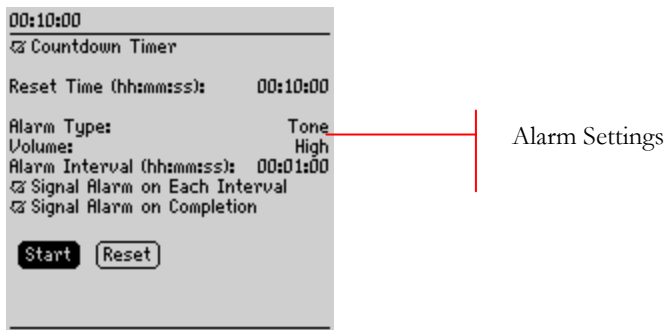 00:10:00
Countdown Timer
Reset Time (hh:mm:ss): 00:10:00
Alarm Type: Tone
Volume: High
Alarm Interval (hh:mm:ss): 00:01:00
Signal Alarm on Each Interval
Signal Alarm on Completion
Start Reset
Alarm Settings